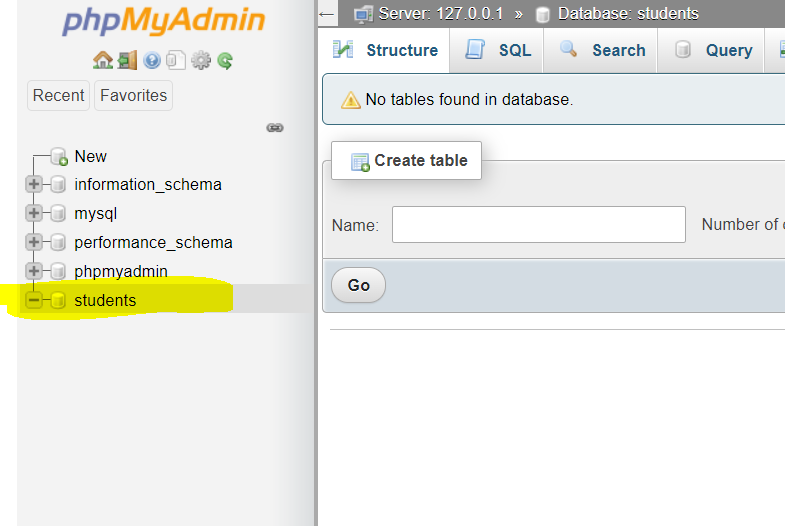 phpMyAdmin
Recent Favorites
New
information_schema
mysql
performance_schema
phpmyadmin
students
Server: 127.0.0.1 » Database: students
Structure SQL Search Query
No tables found in database.
Create table
Name: Number of
Go